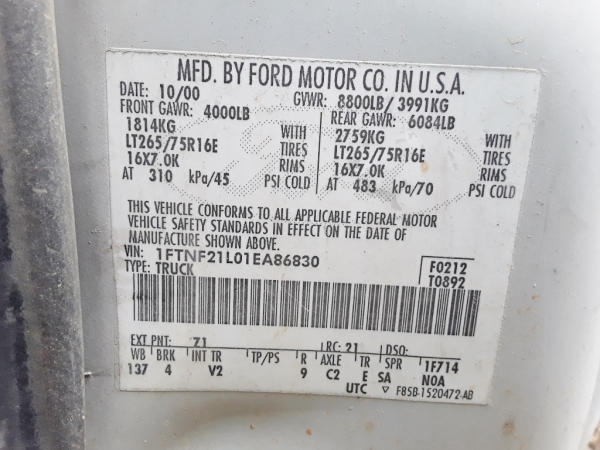 MFD. BY FORD MOTOR CO. IN U.S.A.
DATE: 10/00 GVWR: 8800LB/ 3991KG
FRONT GAWR: 4000LB REAR GAWR: 6084LB
1814KG WITH 2759KG WITH
LT265/75R16E TIRES LT265/75R16E TIRES
16X7.0K RIMS 16X7.0K RIMS
AT 310 kPa/45 PSI COLD AT 483 kPa/70 PSI COLD
THIS VEHICLE CONFORMS TO ALL APPLICABLE FEDERAL MOTOR
VEHICLE SAFETY STANDARDS IN EFFECT ON THE DATE OF
MANUFACTURE SHOWN ABOVE.
VIN: 1FTNF21L01EA86830 F0212
TYPE: TRUCK T0892
EXT PNT: Z1 RC: 21 DSO:
WB BRK INT TR TP/PS R AXLE TR SPR 1F714
137 4 V2 9 C2 E SA N0A
UTC ▽ F85B-1520472-AB